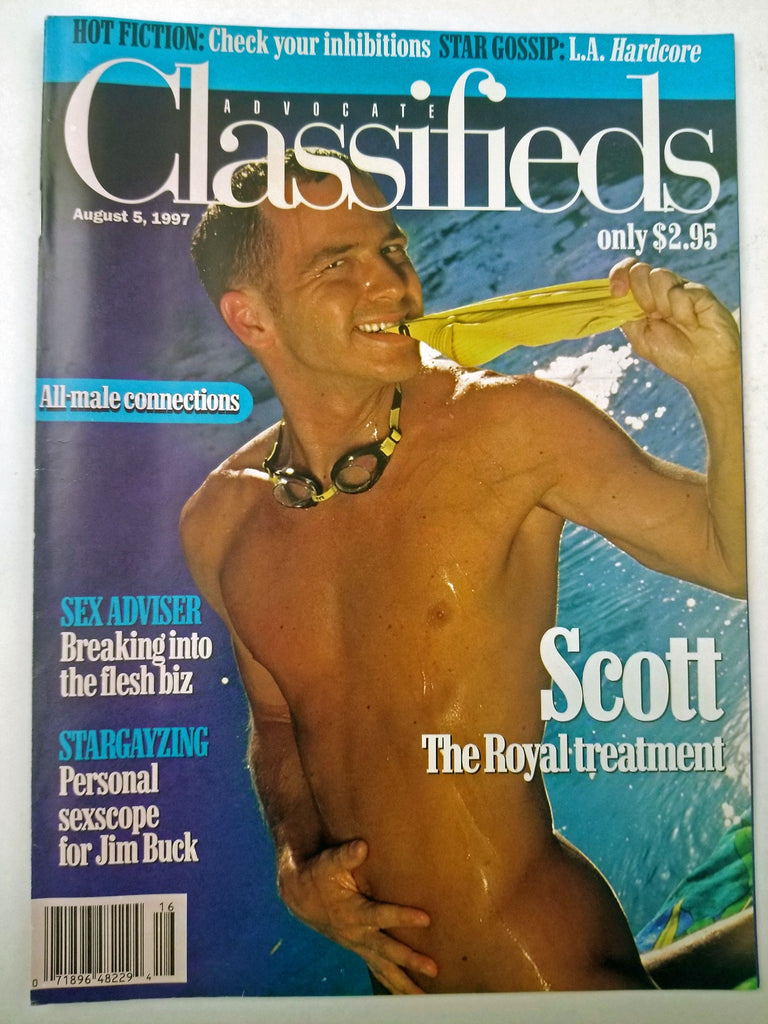 HOT FICTION: Check your inhibitions STAR GOSSIP: L.A. Hardcore
ADVOCATE
Classifieds
August 5, 1997
only $2.95
All-male connections
SEX ADVISER
Breaking into
the flesh biz
Scott
The Royal treatment
STARGAYZING
Personal
sexscope
for Jim Buck
16
0 71896 48229 4